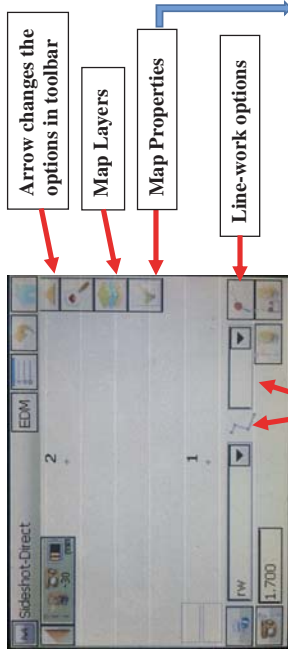 Sideshot-Direct
EDM
-30
2
1
rw
1.700
Arrow changes the
options in toolbar
Map Layers
Map Properties
Line-work options